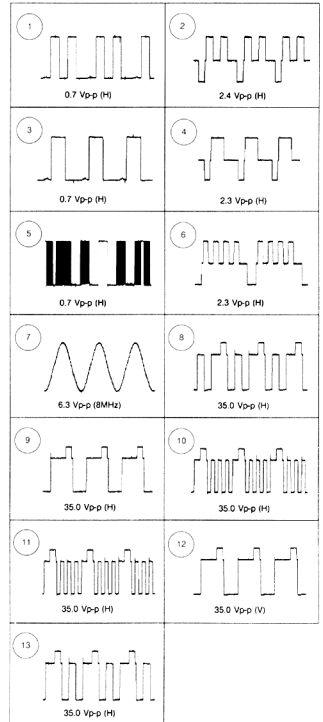 1
0.7 Vp-p (H)
2
2.4 Vp-p (H)
3
0.7 Vp-p (H)
4
2.3 Vp-p (H)
5
0.7 Vp-p (H)
6
2.3 Vp-p (H)
7
6.3 Vp-p (8MHz)
8
35.0 Vp-p (H)
9
35.0 Vp-p (H)
10
35.0 Vp-p (H)
11
35.0 Vp-p (H)
12
35.0 Vp-p (V)
13
35.0 Vp-p (H)